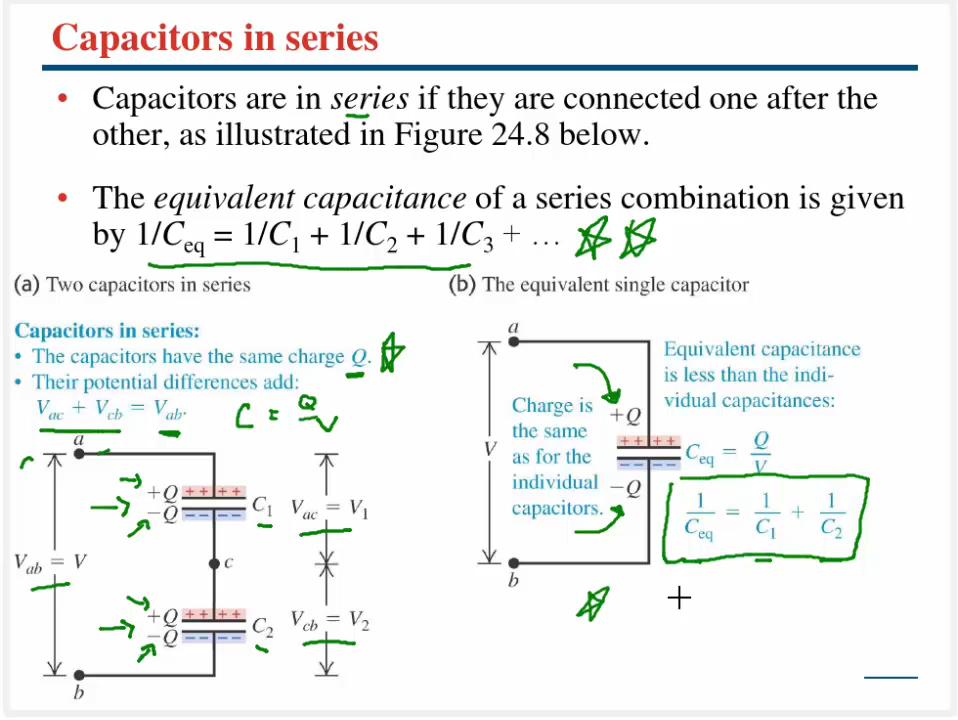 Capacitors in series
• Capacitors are in series if they are connected one after the
other, as illustrated in Figure 24.8 below.
• The equivalent capacitance of a series combination is given
by 1/Ceq = 1/C1 + 1/C2 + 1/C3 + …
(a) Two capacitors in series
Capacitors in series:
• The capacitors have the same charge Q.
• Their potential differences add:
Vac + Vcb = Vab.
C = Q/V
a
+Q
++ ++
−Q
C1
Vac = V1
Vab = V
c
+Q
++ ++
−Q
C2
Vcb = V2
b
(b) The equivalent single capacitor
a
Equivalent capacitance
is less than the indi-
vidual capacitances:
Charge is
the same
as for the
individual
capacitors.
V
+Q
++ ++
−Q
Ceq = Q/V
1/Ceq = 1/C1 + 1/C2
b
+